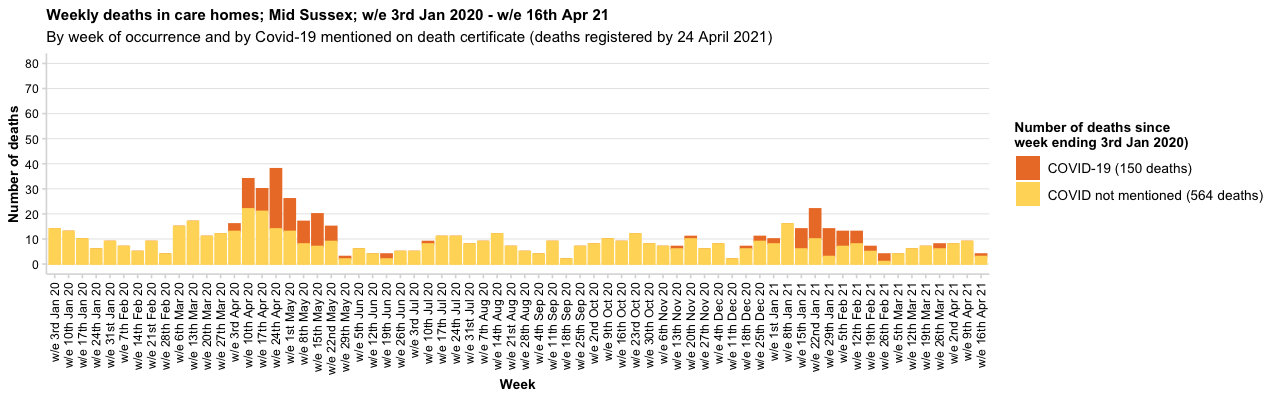 Weekly deaths in care homes; Mid Sussex; w/e 3rd Jan 2020 - w/e 16th Apr 21
By week of occurrence and by Covid-19 mentioned on death certificate (deaths registered by 24 April 2021)
Number of deaths
80
70
60
50
40
30
20
10
0
w/e 3rd Jan 20
w/e 10th Jan 20
w/e 17th Jan 20
w/e 24th Jan 20
w/e 31st Jan 20
w/e 7th Feb 20
w/e 14th Feb 20
w/e 21st Feb 20
w/e 28th Feb 20
w/e 6th Mar 20
w/e 13th Mar 20
w/e 20th Mar 20
w/e 27th Mar 20
w/e 3rd Apr 20
w/e 10th Apr 20
w/e 17th Apr 20
w/e 24th Apr 20
w/e 1st May 20
w/e 8th May 20
w/e 15th May 20
w/e 22nd May 20
w/e 29th May 20
w/e 5th Jun 20
w/e 12th Jun 20
w/e 19th Jun 20
w/e 26th Jun 20
w/e 3rd Jul 20
w/e 10th Jul 20
w/e 17th Jul 20
w/e 24th Jul 20
w/e 31st Jul 20
w/e 7th Aug 20
w/e 14th Aug 20
w/e 21st Aug 20
w/e 28th Aug 20
w/e 4th Sep 20
w/e 11th Sep 20
w/e 18th Sep 20
w/e 25th Sep 20
w/e 2nd Oct 20
w/e 9th Oct 20
w/e 16th Oct 20
w/e 23rd Oct 20
w/e 30th Oct 20
w/e 6th Nov 20
w/e 13th Nov 20
w/e 20th Nov 20
w/e 27th Nov 20
w/e 4th Dec 20
w/e 11th Dec 20
w/e 18th Dec 20
w/e 25th Dec 20
w/e 1st Jan 21
w/e 8th Jan 21
w/e 15th Jan 21
w/e 22nd Jan 21
w/e 29th Jan 21
w/e 5th Feb 21
w/e 12th Feb 21
w/e 19th Feb 21
w/e 26th Feb 21
w/e 5th Mar 21
w/e 12th Mar 21
w/e 19th Mar 21
w/e 26th Mar 21
w/e 2nd Apr 21
w/e 9th Apr 21
w/e 16th Apr 21
Week
Number of deaths since
week ending 3rd Jan 2020)
COVID-19 (150 deaths)
COVID not mentioned (564 deaths)